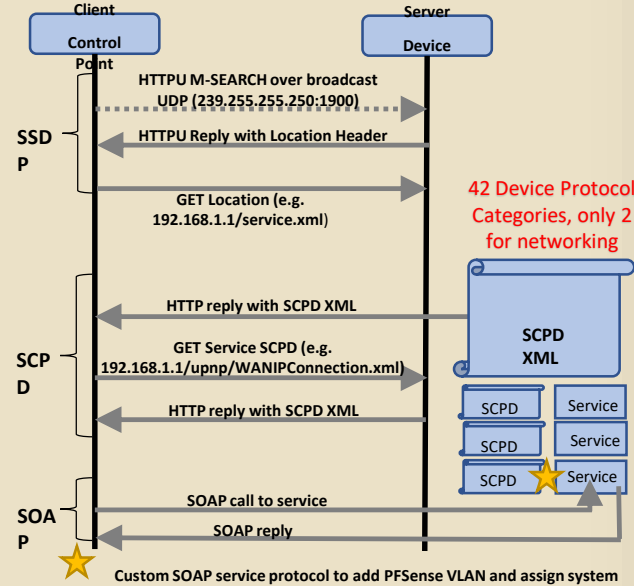 Client
Control
Point
Server
Device
HTTPU M-SEARCH over broadcast
UDP (239.255.255.250:1900)
SSD
P
HTTPU Reply with Location Header
GET Location (e.g.
192.168.1.1/service.xml)
42 Device Protocol
Categories, only 2
for networking
HTTP reply with SCPD XML
SCPD
XML
SCP
D
GET Service SCPD (e.g.
192.168.1.1/upnp/WANIPConnection.xml)
HTTP reply with SCPD XML
SCPD
Service
SCPD
Service
SCPD
Service
SOA
P
SOAP call to service
SOAP reply
Custom SOAP service protocol to add PFSense VLAN and assign system